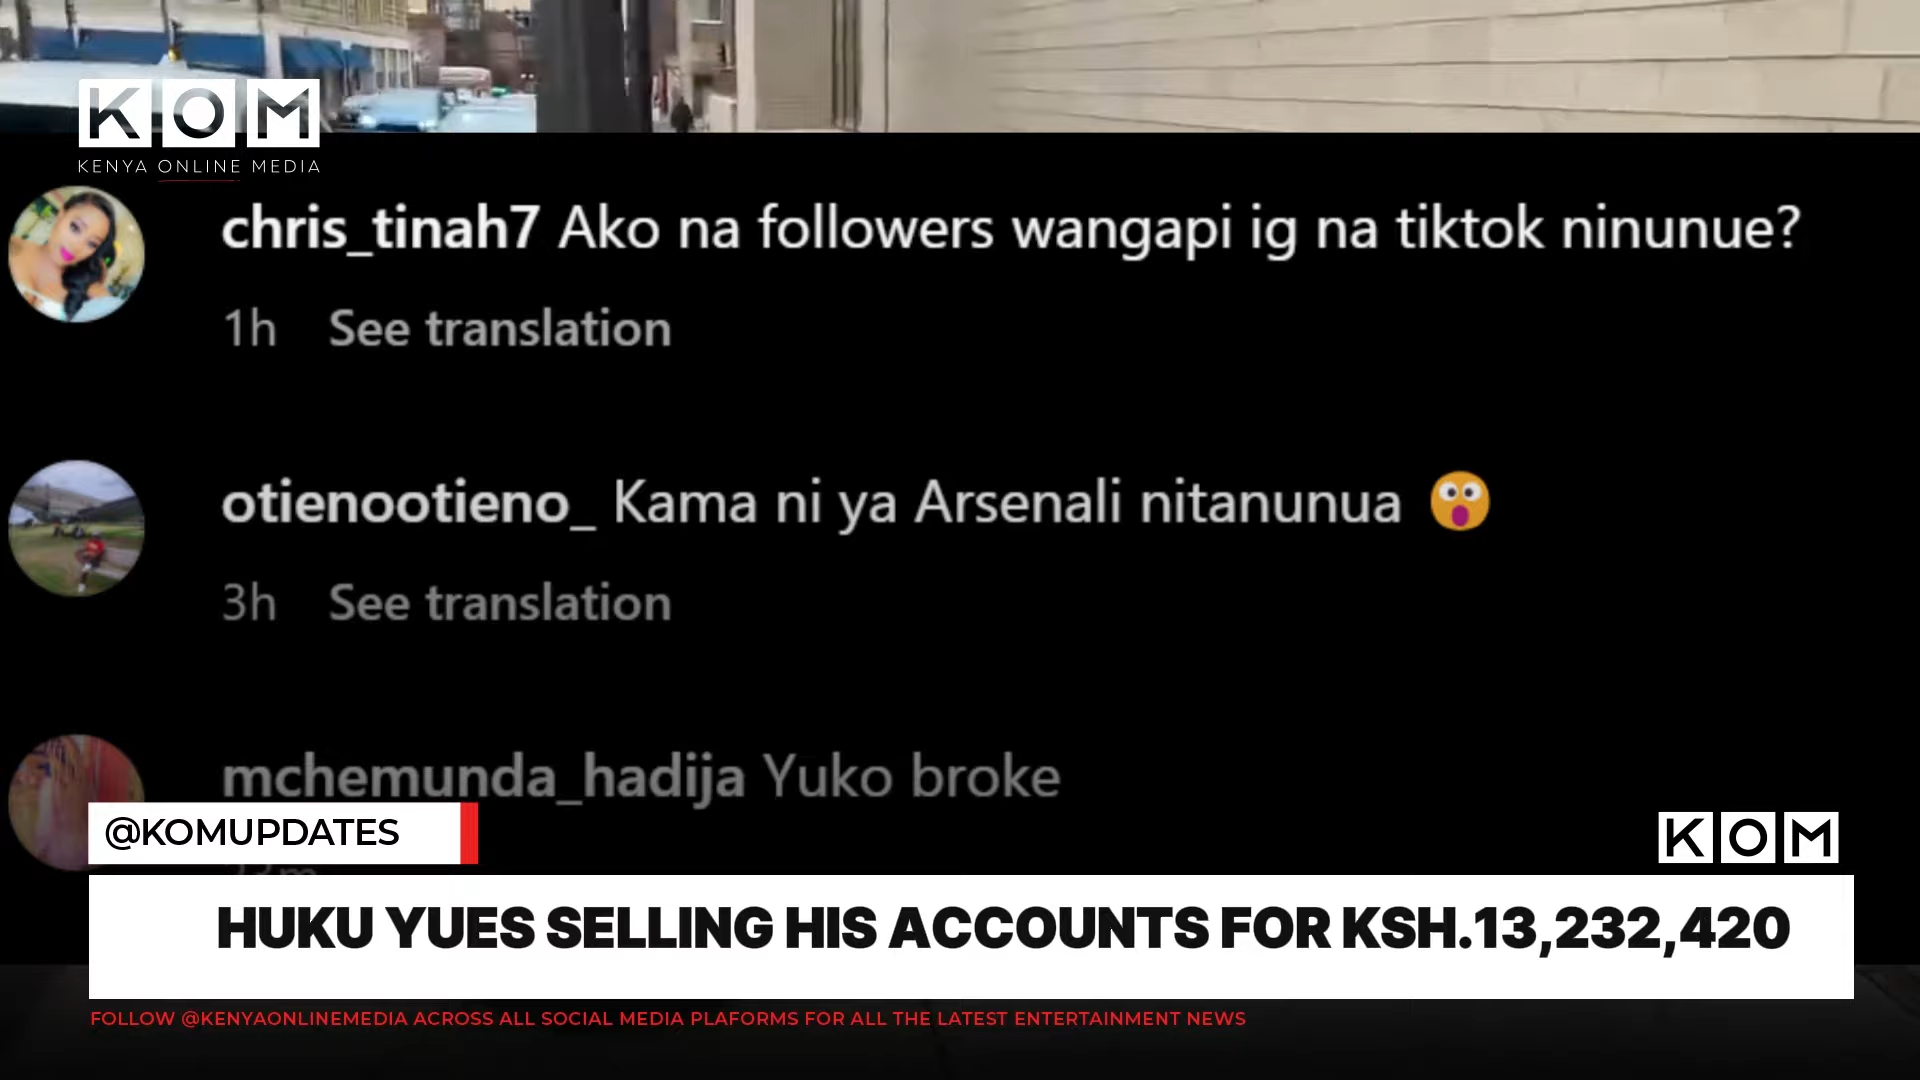 KOM
KENYA ONLINE MEDIA
chris_tinah7 Ako na followers wangapi ig na tiktok ninunue?
1h See translation
otienootieno_ Kama ni ya Arsenali nitanunua
3h See translation
mchemunda_hadija Yuko broke
@KOMUPDATES
KOM
HUKU YUES SELLING HIS ACCOUNTS FOR KSH.13,232,420
FOLLOW @KENYAONLINEMEDIA ACROSS ALL SOCIAL MEDIA PLAFORMS FOR ALL THE LATEST ENTERTAINMENT NEWS